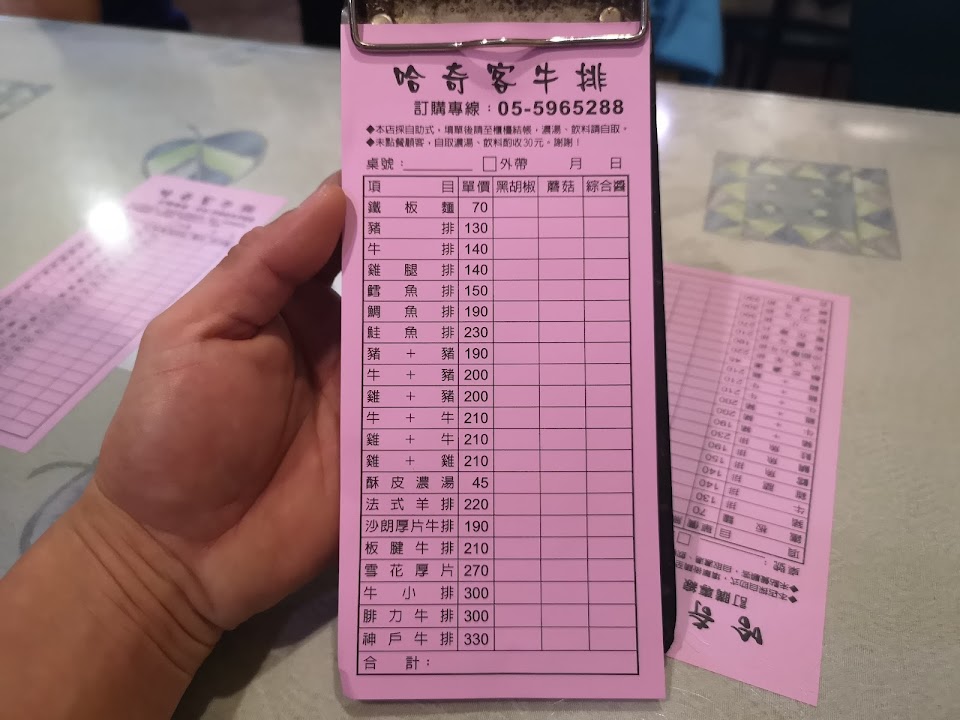 哈奇客牛排
訂購專線：05-5965288
◆本店採自助式，填單後請至櫃檯結帳，濃湯、飲料請自取。
◆未點餐顧客，自取濃湯、飲料酌收30元。謝謝！
桌號：________ □外帶 月 日
項目 單價 黑胡椒 蘑菇 綜合醬
鐵板麵 70
豬排 130
牛排 140
雞腿排 140
鱈魚排 150
鯛魚排 190
鮭魚排 230
豬+豬 190
牛+豬 200
雞+豬 200
牛+牛 210
雞+牛 210
雞+雞 210
酥皮濃湯 45
法式羊排 220
沙朗厚片牛排 190
板腱牛排 210
雪花厚片 270
牛小排 300
腓力牛排 300
神戶牛排 330
合計：